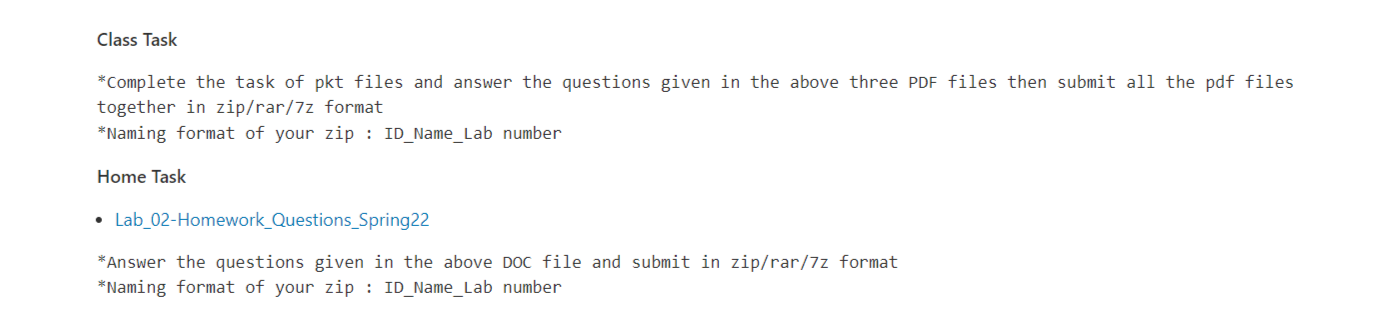 Class Task
*Complete the task of pkt files and answer the questions given in the above three PDF files then submit all the pdf files
together in zip/rar/7z format
*Naming format of your zip : ID_Name_Lab number
Home Task
• Lab_02-Homework_Questions_Spring22
*Answer the questions given in the above DOC file and submit in zip/rar/7z format
*Naming format of your zip : ID_Name_Lab number